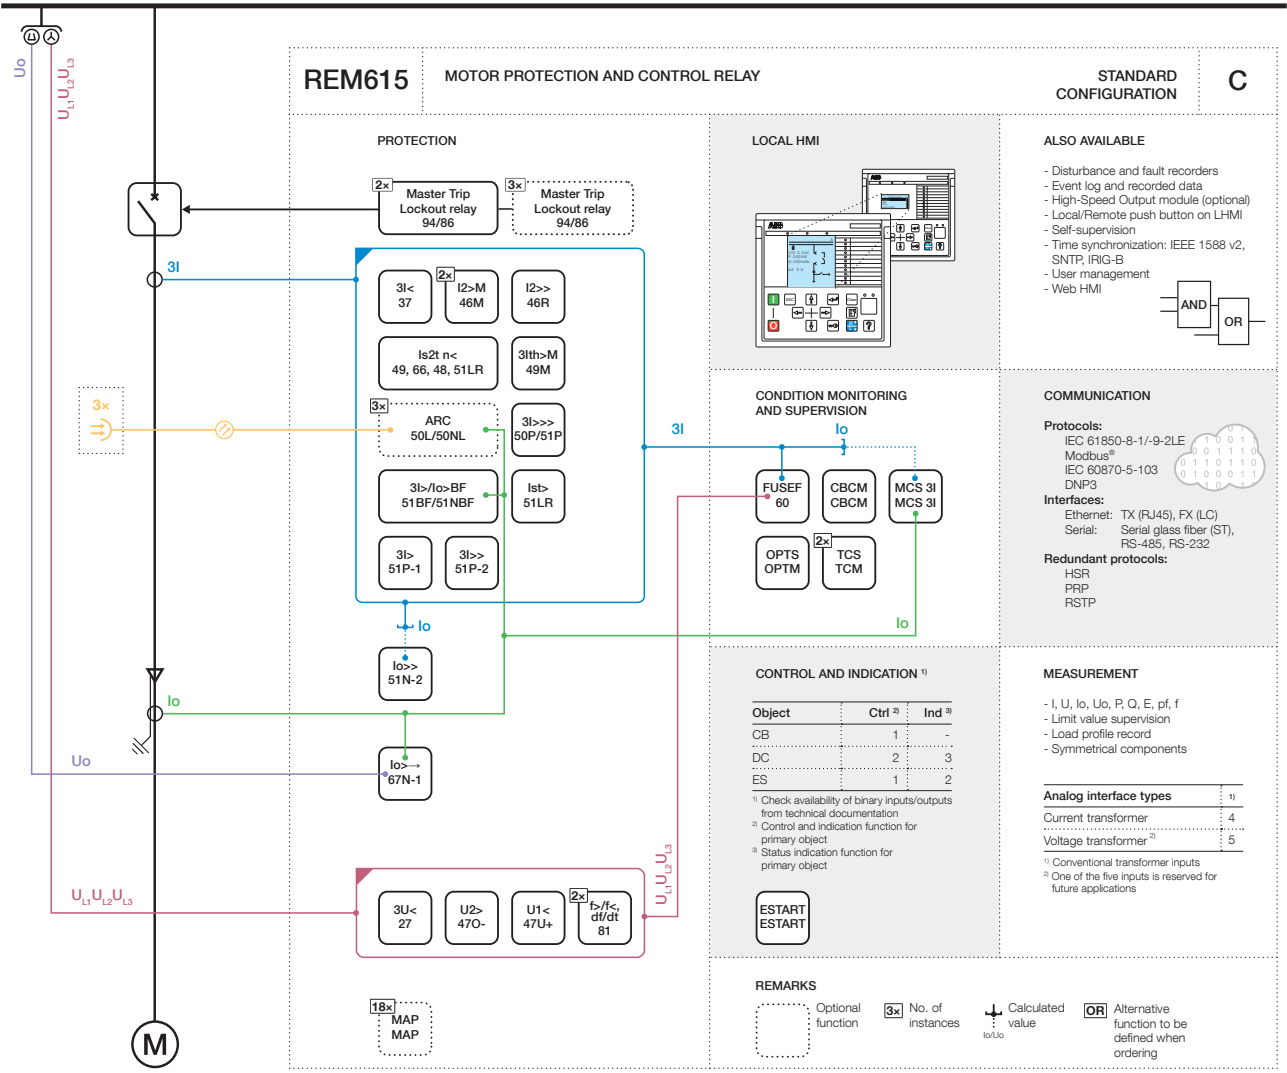 Uo
UL1UL2UL3
REM615
MOTOR PROTECTION AND CONTROL RELAY
STANDARD
CONFIGURATION
C
PROTECTION
2×
Master Trip
Lockout relay
94/86
3×
Master Trip
Lockout relay
94/86
3I
3I<
37
2×
I2>M
46M
I2>>
46R
Is2t n<
49, 66, 48, 51LR
3Ith>M
49M
3×
3×
ARC
50L/50NL
3I>>>
50P/51P
3I>/Io>BF
51BF/51NBF
Ist>
51LR
3I>
51P-1
3I>>
51P-2
Io
Io>>
51N-2
Io
Uo
Io>→
67N-1
UL1UL2UL3
3U<
27
U2>
47O-
U1<
47U+
2×
f>/f<,
df/dt
81
UL1UL2UL3
18×
MAP
MAP
M
LOCAL HMI
ALSO AVAILABLE
- Disturbance and fault recorders
- Event log and recorded data
- High-Speed Output module (optional)
- Local/Remote push button on LHMI
- Self-supervision
- Time synchronization: IEEE 1588 v2,
SNTP, IRIG-B
- User management
- Web HMI
AND
OR
CONDITION MONITORING
AND SUPERVISION
3I
Io
FUSEF
60
CBCM
CBCM
MCS 3I
MCS 3I
OPTS
OPTM
2×
TCS
TCM
Io
COMMUNICATION
Protocols:
IEC 61850-8-1/-9-2LE
Modbus®
IEC 60870-5-103
DNP3
Interfaces:
Ethernet: TX (RJ45), FX (LC)
Serial: Serial glass fiber (ST),
RS-485, RS-232
Redundant protocols:
HSR
PRP
RSTP
CONTROL AND INDICATION 1)
Object Ctrl 2) Ind 3)
CB 1 -
DC 2 3
ES 1 2
1) Check availability of binary inputs/outputs
from technical documentation
2) Control and indication function for
primary object
3) Status indication function for
primary object
ESTART
ESTART
MEASUREMENT
- I, U, Io, Uo, P, Q, E, pf, f
- Limit value supervision
- Load profile record
- Symmetrical components
Analog interface types 1)
Current transformer 4
Voltage transformer 2) 5
1) Conventional transformer inputs
2) One of the five inputs is reserved for
future applications
REMARKS
Optional
function
3×
No. of
instances
Io/Uo
Calculated
value
OR
Alternative
function to be
defined when
ordering